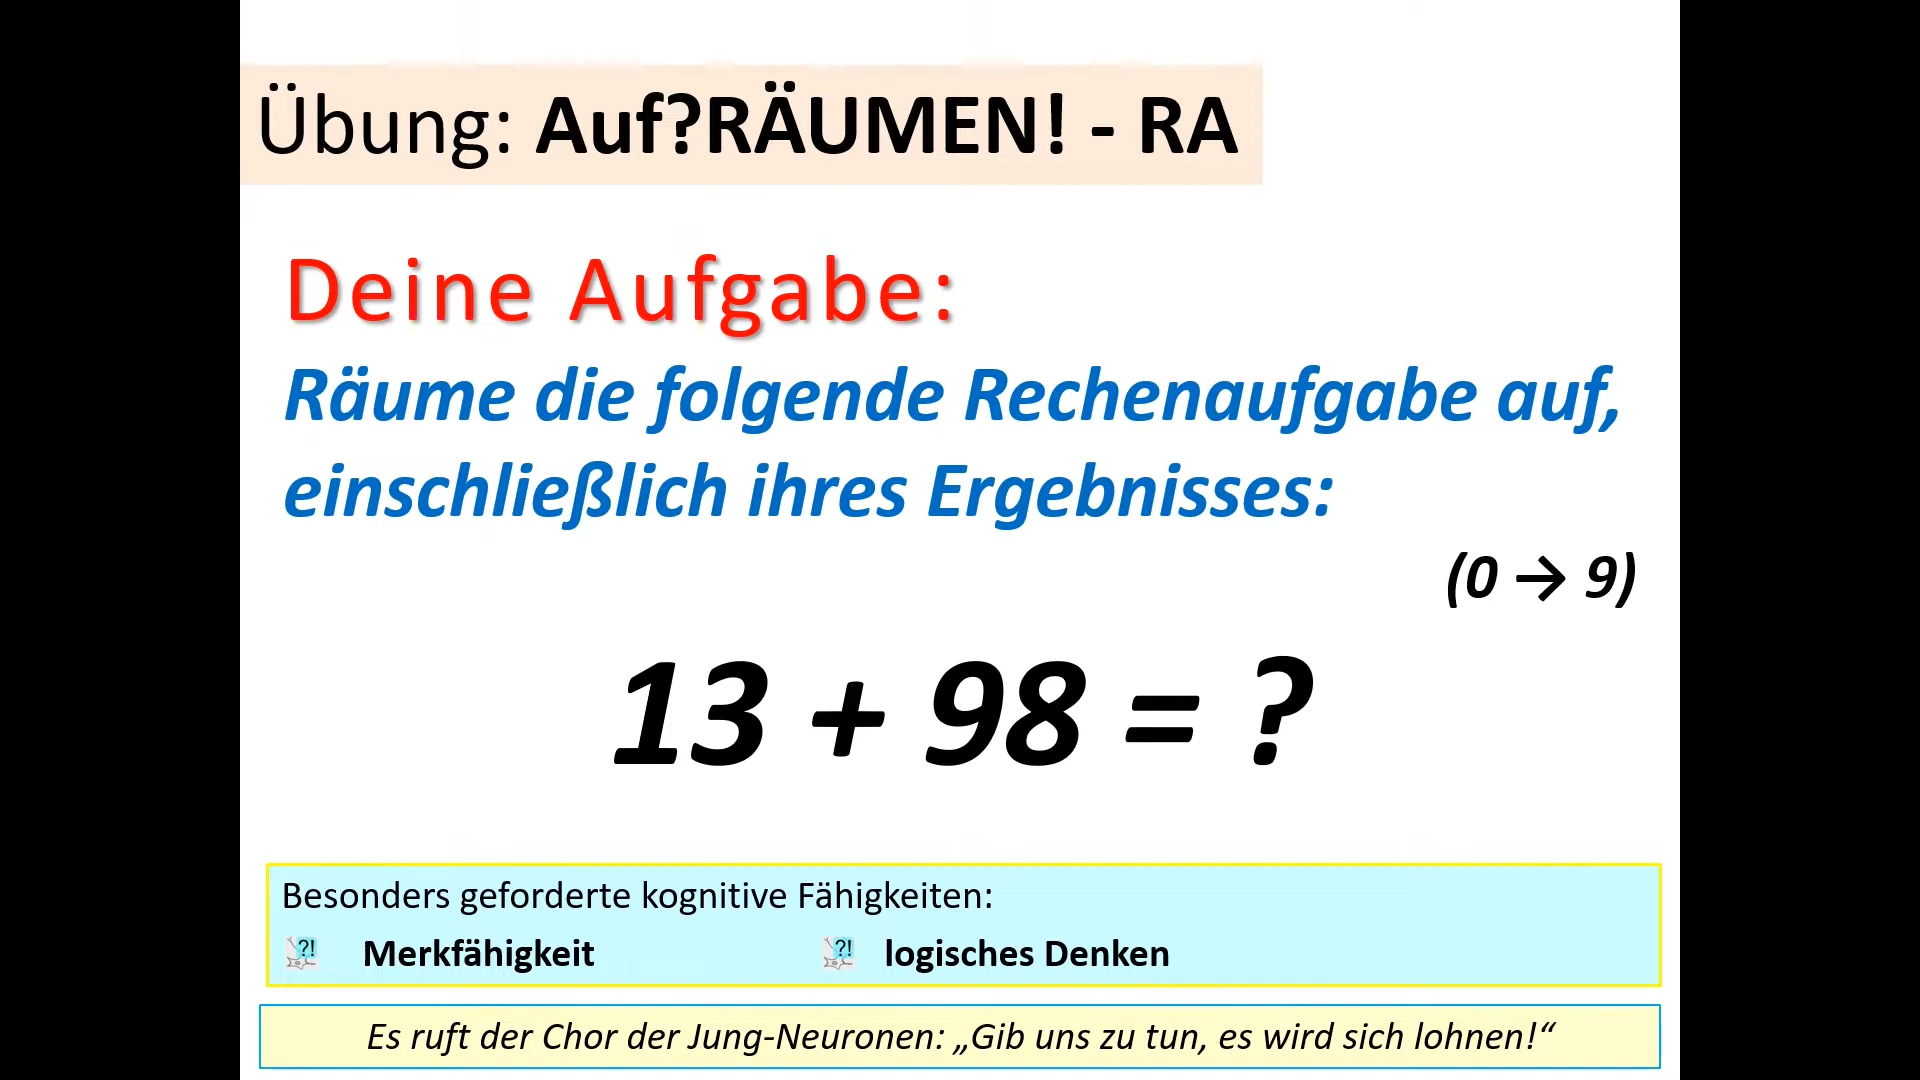 Übung: Auf?RÄUMEN! - RA
Deine Aufgabe:
Räume die folgende Rechenaufgabe auf,
einschließlich ihres Ergebnisses:
(0 → 9)
13 + 98 = ?
Besonders geforderte kognitive Fähigkeiten:
?! Merkfähigkeit ?! logisches Denken
Es ruft der Chor der Jung-Neuronen: „Gib uns zu tun, es wird sich lohnen!“